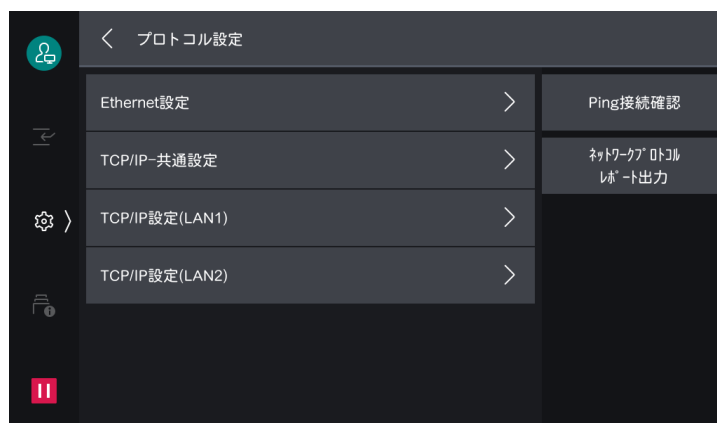 プロトコル設定
Ethernet設定
TCP/IP-共通設定
TCP/IP設定(LAN1)
TCP/IP設定(LAN2)
Ping接続確認
ﾈｯﾄﾜｰｸﾌﾟﾛﾄｺﾙ
ﾚﾎﾟｰﾄ出力